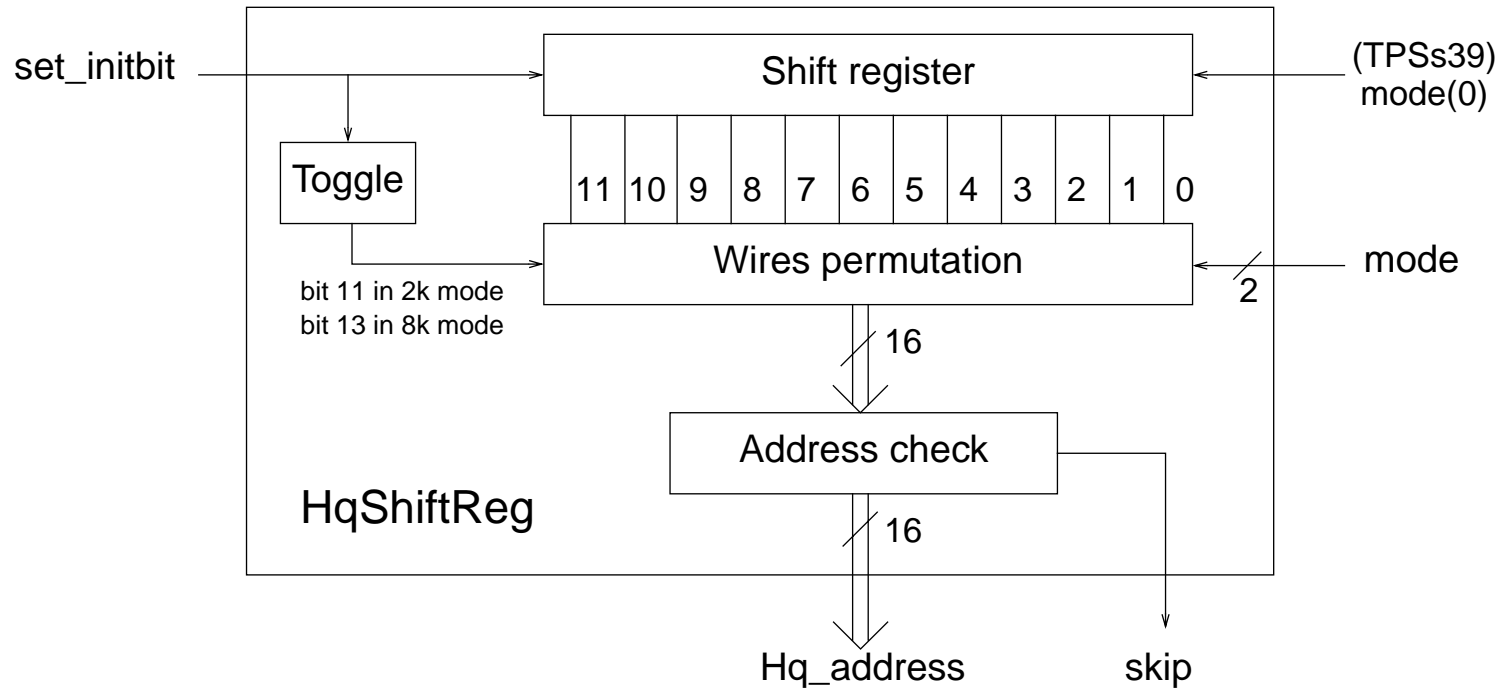 set_initbit
Shift register
(TPSs39)
mode(0)
Toggle
11 10 9 8 7 6 5 4 3 2 1 0
Wires permutation
mode
2
bit 11 in 2k mode
bit 13 in 8k mode
16
Address check
HqShiftReg
16
Hq_address
skip